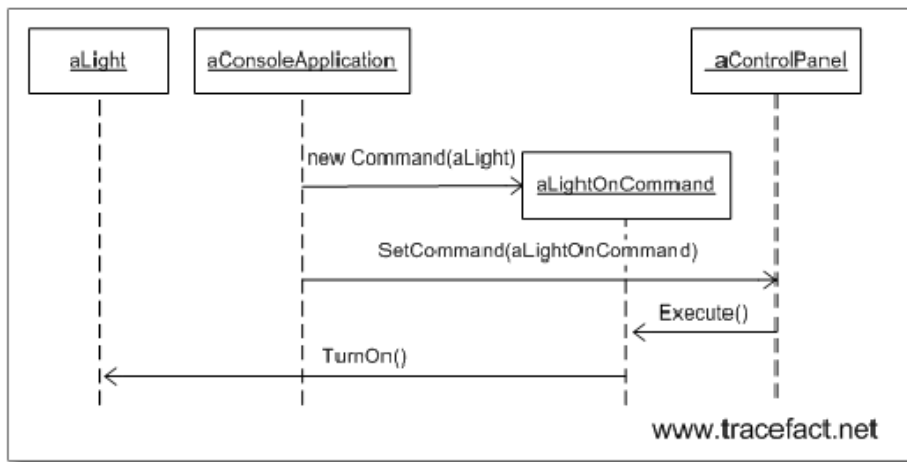 aLight
aConsoleApplication
aControlPanel
new Command(aLight)
aLightOnCommand
SetCommand(aLightOnCommand)
Execute()
TurnOn()
www.tracefact.net